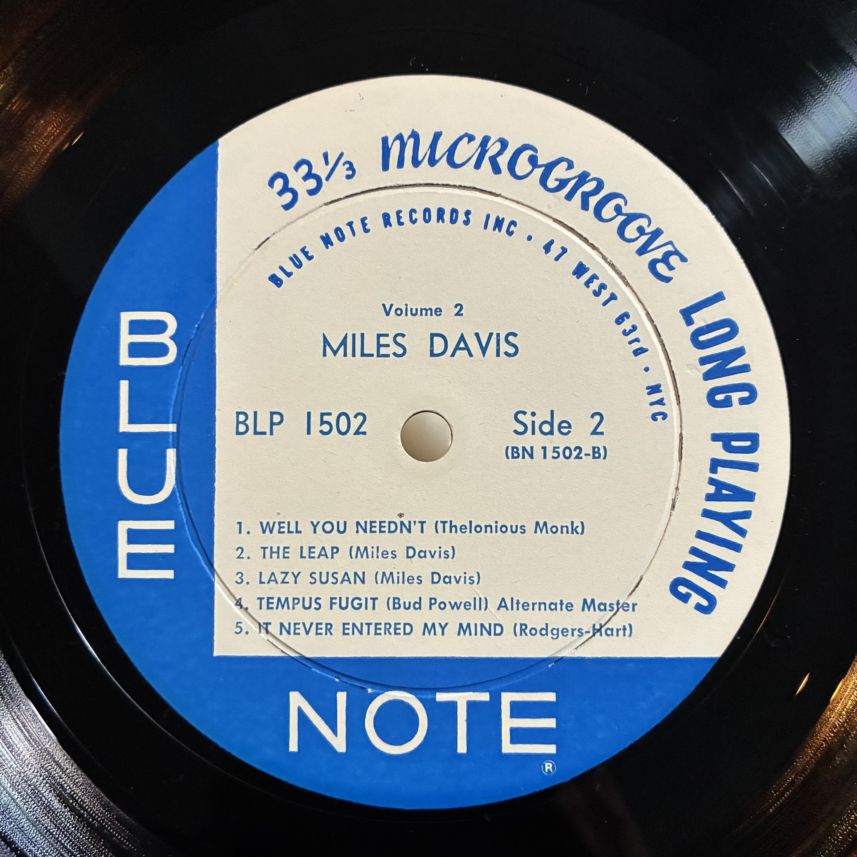 33⅓ MICROGROOVE LONG PLAYING
BLUE NOTE RECORDS INC • 47 WEST 63rd • NYC
Volume 2
MILES DAVIS
BLP 1502
Side 2
(BN 1502-B)
1. WELL YOU NEEDN'T (Thelonious Monk)
2. THE LEAP (Miles Davis)
3. LAZY SUSAN (Miles Davis)
4. TEMPUS FUGIT (Bud Powell) Alternate Master
5. IT NEVER ENTERED MY MIND (Rodgers-Hart)
BLUE
NOTE
®